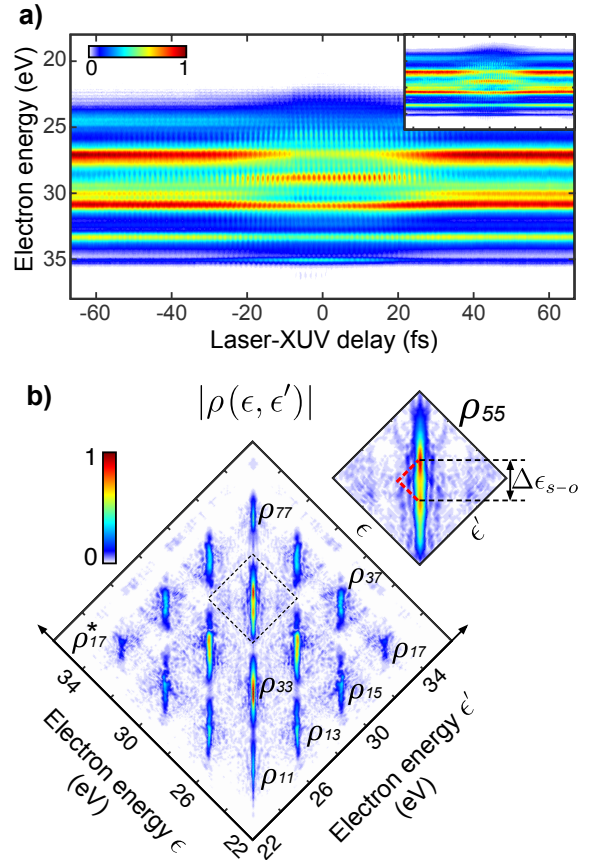 a)
0 1
20
25
30
35
Electron energy (eV)
-60 -40 -20 0 20 40 60
Laser-XUV delay (fs)
b)
|ρ(ϵ, ϵ′)|
1
0
ρ55
Δϵs−o
ϵ ϵ′
ρ77
ρ37
ρ*17
ρ17
ρ33
ρ15
ρ13
ρ11
34 30 26 22
Electron energy ϵ
(eV)
22 26 30 34
Electron energy ϵ′
(eV)